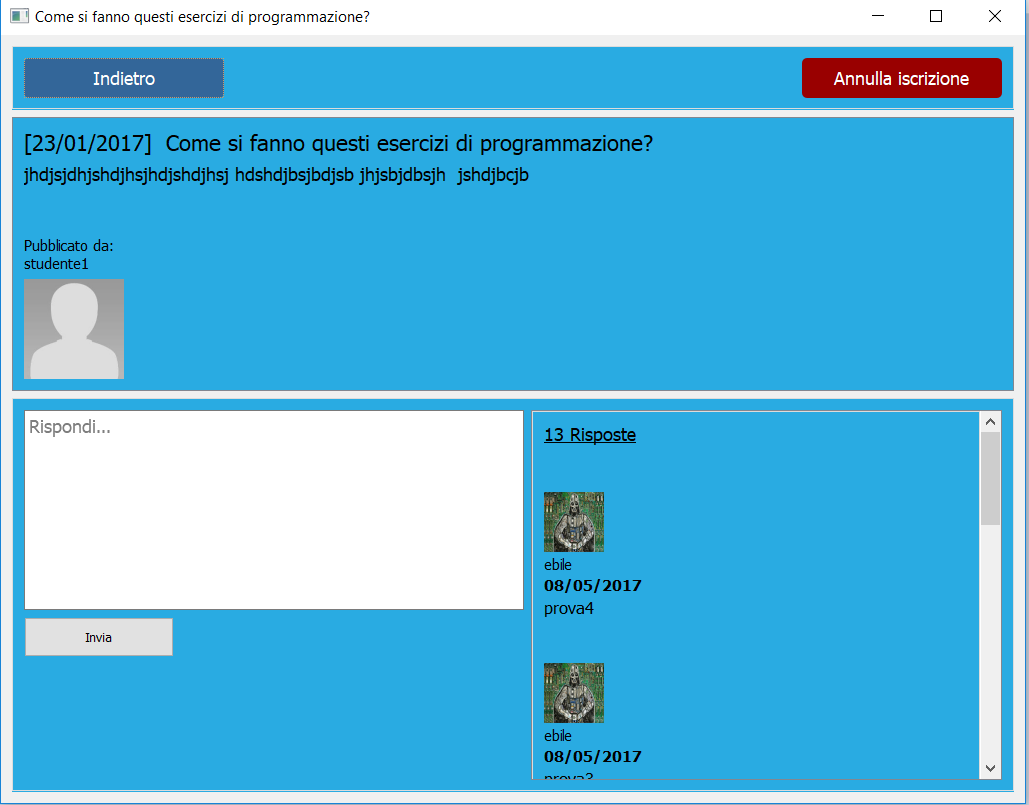 Come si fanno questi esercizi di programmazione?
Indietro
Annulla iscrizione
[23/01/2017]  Come si fanno questi esercizi di programmazione?
jhdjsjdhjshdjhsjhdjshdjhsj hdshdjbsjbdjsb jhjsbjdbsjh  jshdjbcjb
Pubblicato da:
studente1
Rispondi...
Invia
13 Risposte
ebile
08/05/2017
prova4
ebile
08/05/2017
prova3